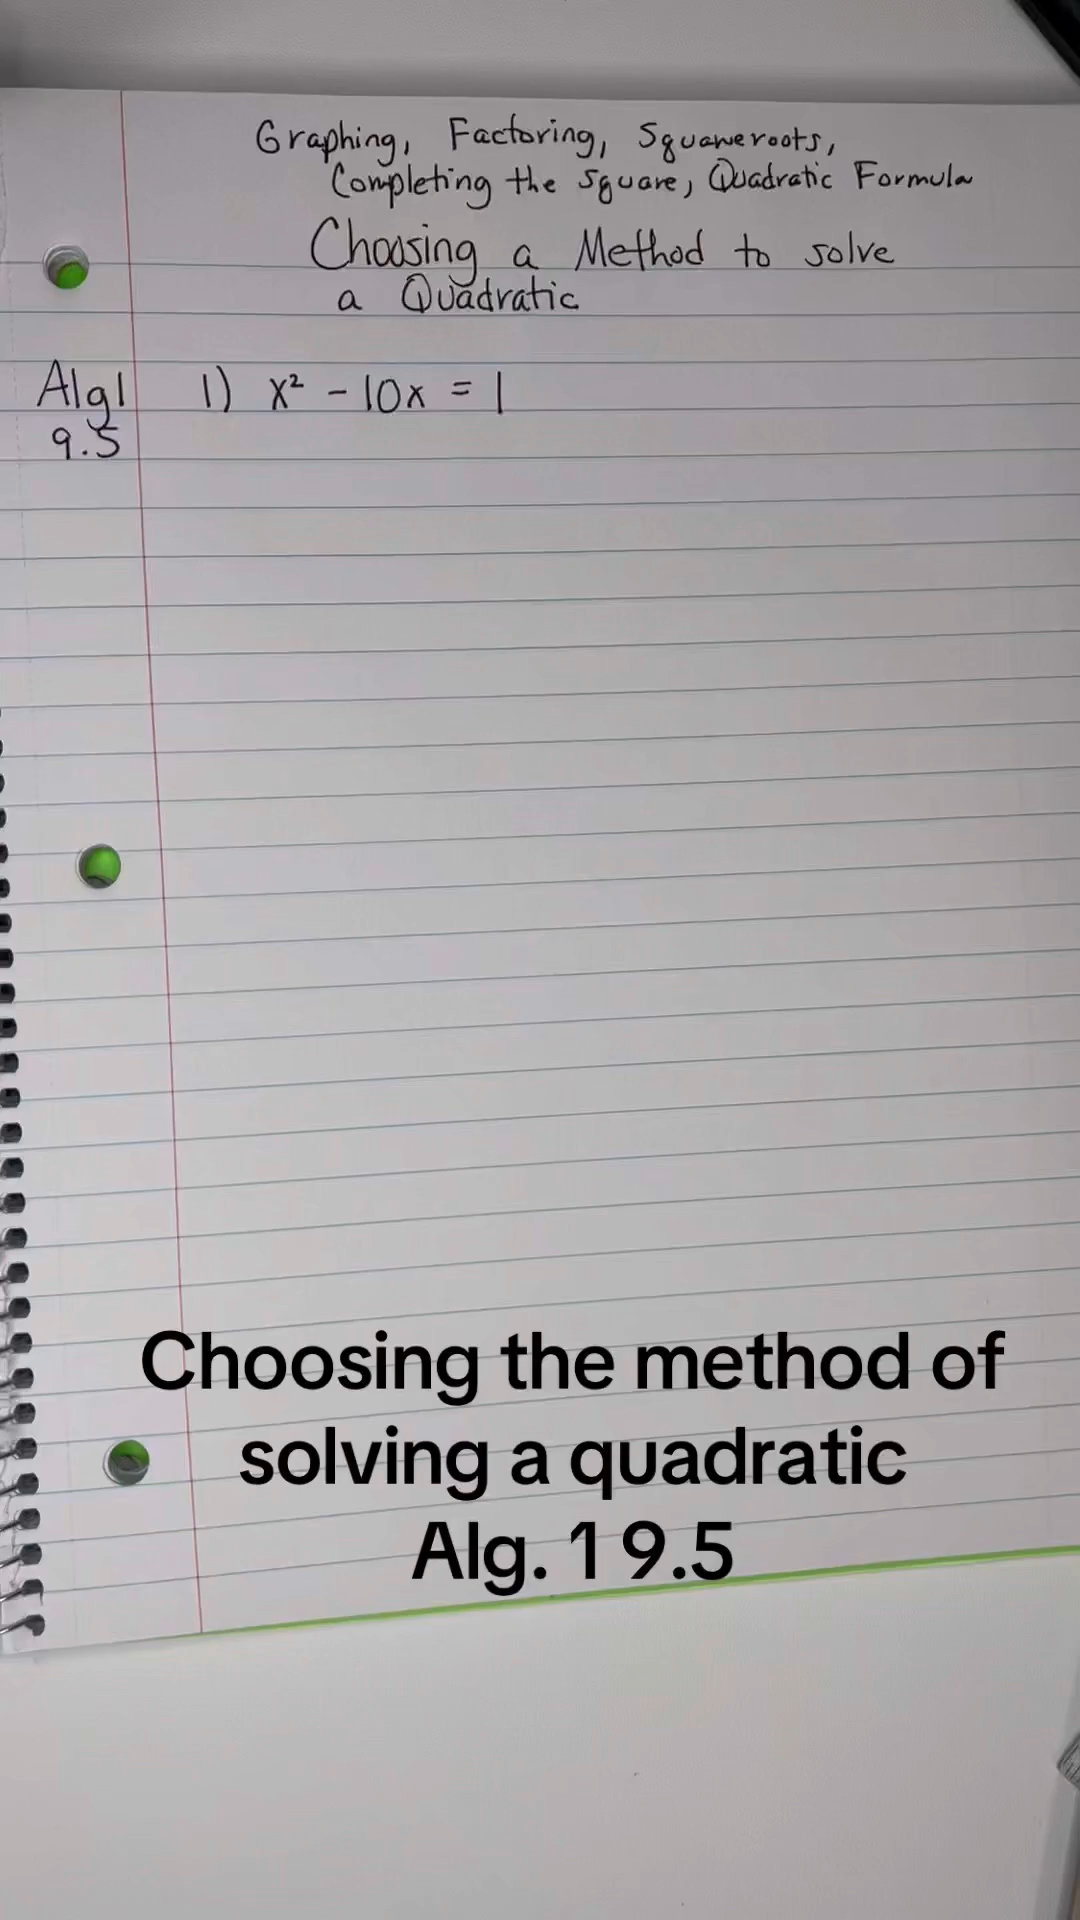 Graphing, Factoring, Squareroots,
Completing the square, Quadratic Formula
Choosing a Method to solve
a Quadratic
Alg1 1) x² - 10x = 1
9.5
Choosing the method of
solving a quadratic
Alg. 1 9.5